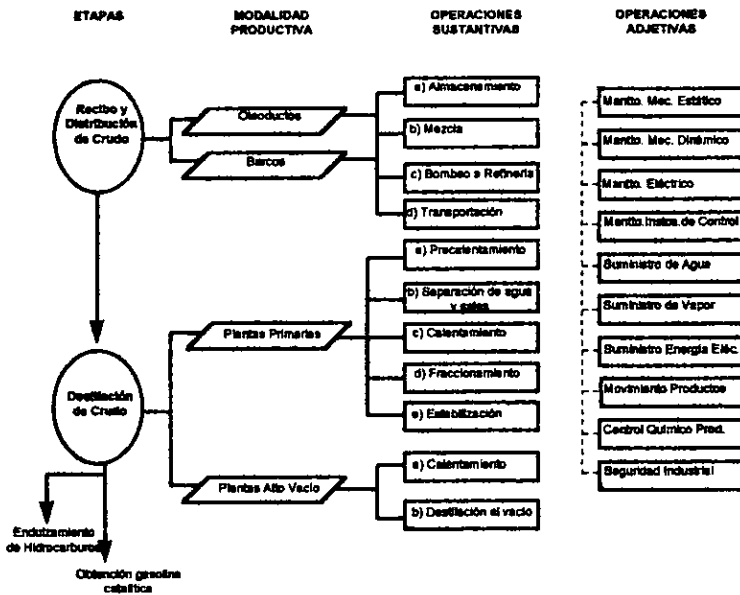 ETAPAS
MODALIDAD
PRODUCTIVA
OPERACIONES
SUSTANTIVAS
OPERACIONES
ADJETIVAS
Recibo y
Distribución
de Crudo
Oleoductos
Barcos
a) Almacenamiento
b) Mezcla
c) Bombeo a Refinería
d) Transportación
Destilación
de Crudo
Plantas Primarias
a) Precalentamiento
b) Separación de agua
y sales
c) Calentamiento
d) Fraccionamiento
e) Estabilización
Plantas Alto Vacío
a) Calentamiento
b) Destilación al vacío
Endulzamiento
de Hidrocarburos
Obtención gasolina
catalítica
Mantto. Mec. Estático
Mantto. Mec. Dinámico
Mantto. Eléctrico
Mantto.Instos.de Control
Suministro de Agua
Suministro de Vapor
Suministro Energía Eléc.
Movimiento Productos
Control Químico Prod.
Seguridad Industrial